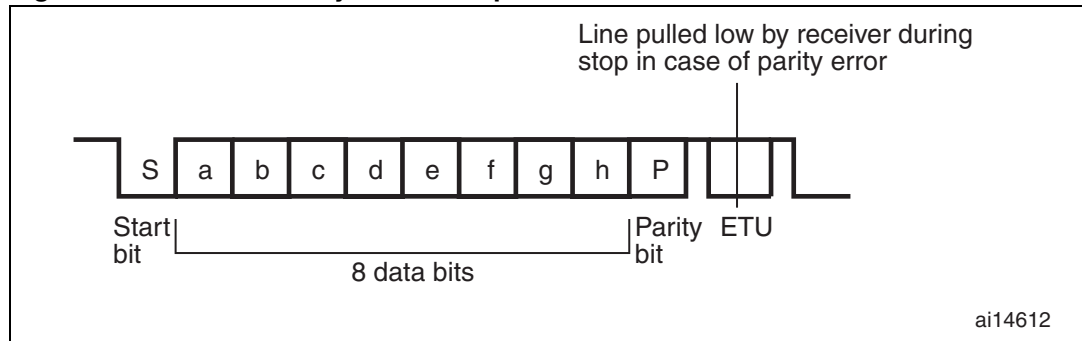 Line pulled low by receiver during
stop in case of parity error
S a b c d e f g h P
Start bit
8 data bits
Parity bit
ETU
ai14612